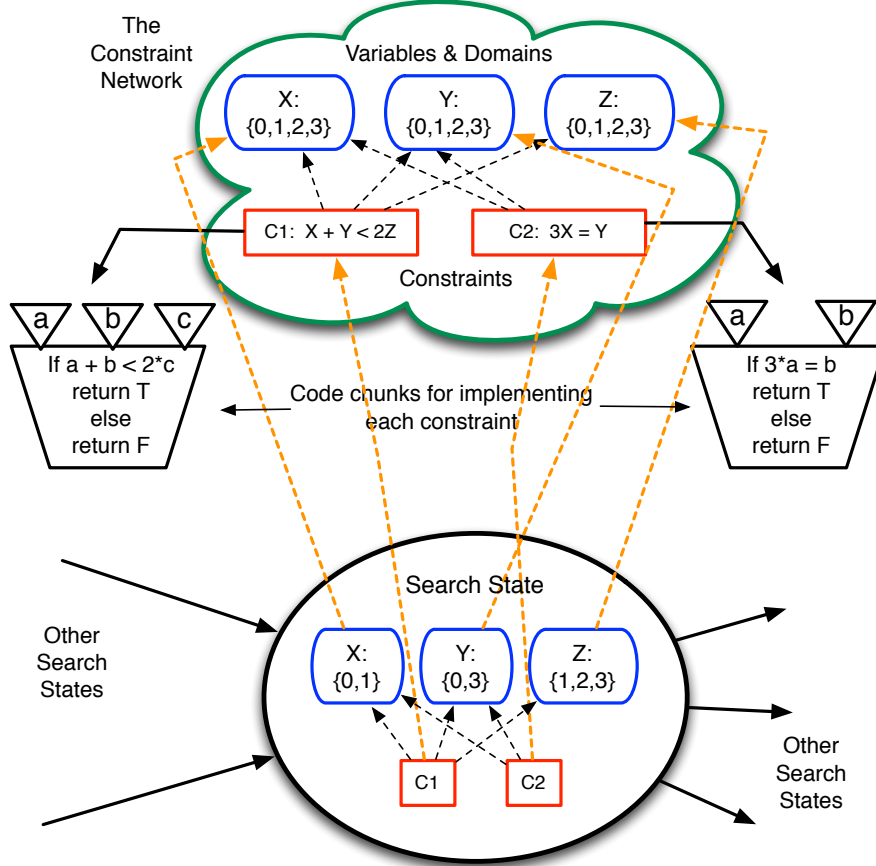 The
Constraint
Network
Variables & Domains
X:
{0,1,2,3}
Y:
{0,1,2,3}
Z:
{0,1,2,3}
C1:  X + Y < 2Z
C2:  3X = Y
Constraints
a
b
c
If a + b < 2*c
return T
else
return F
Code chunks for implementing
each constraint
a
b
If 3*a = b
return T
else
return F
Search State
Other
Search
States
X:
{0,1}
Y:
{0,3}
Z:
{1,2,3}
C1
C2
Other
Search
States